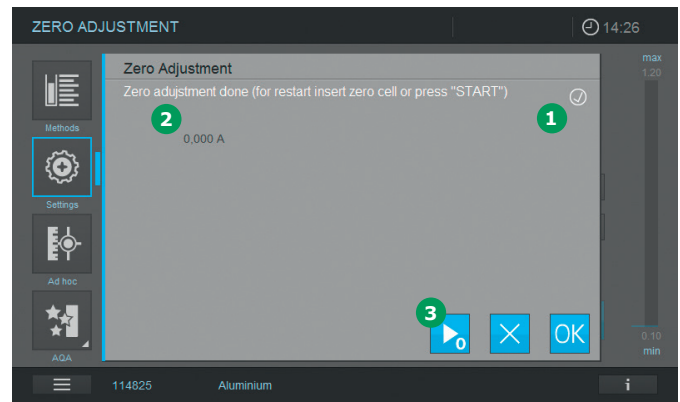 ZERO ADJUSTMENT
14:26
Zero Adjustment
Zero adujstment done (for restart insert zero cell or press "START")
1
2
0,000 A
3
0
OK
Methods
Settings
Ad hoc
AQA
max
1.20
0.10
min
114825 Aluminium
i